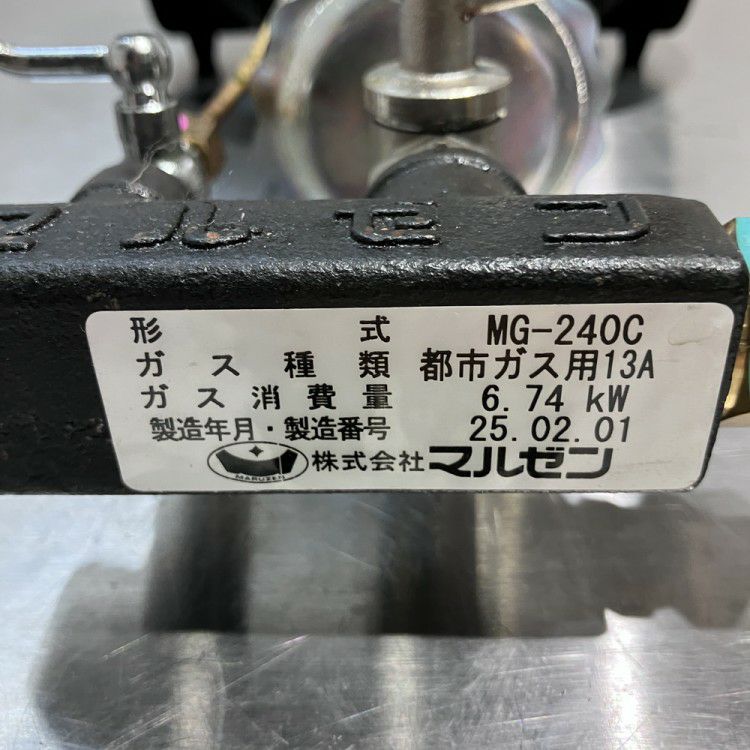 マルゼン
形 式 MG-240C
ガス種類 都市ガス用13A
ガス消費量 6.74 kW
製造年月・製造番号 25.02.01
MARUZEN 株式会社マルゼン